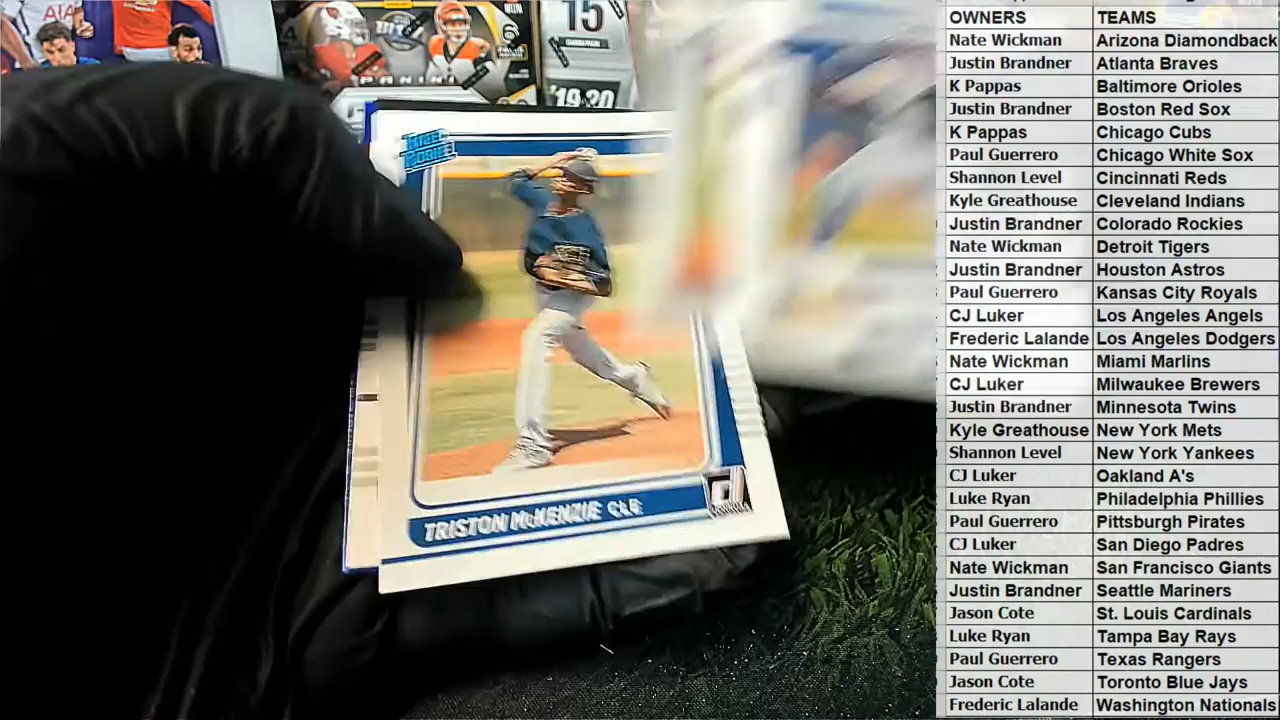 AIA
PANINI
15
'19-20
Rated
Rookie
TRISTON McKENZIE CLE
OWNERS TEAMS
Nate Wickman Arizona Diamondback
Justin Brandner Atlanta Braves
K Pappas Baltimore Orioles
Justin Brandner Boston Red Sox
K Pappas Chicago Cubs
Paul Guerrero Chicago White Sox
Shannon Level Cincinnati Reds
Kyle Greathouse Cleveland Indians
Justin Brandner Colorado Rockies
Nate Wickman Detroit Tigers
Justin Brandner Houston Astros
Paul Guerrero Kansas City Royals
CJ Luker Los Angeles Angels
Frederic Lalande Los Angeles Dodgers
Nate Wickman Miami Marlins
CJ Luker Milwaukee Brewers
Justin Brandner Minnesota Twins
Kyle Greathouse New York Mets
Shannon Level New York Yankees
CJ Luker Oakland A's
Luke Ryan Philadelphia Phillies
Paul Guerrero Pittsburgh Pirates
CJ Luker San Diego Padres
Nate Wickman San Francisco Giants
Justin Brandner Seattle Mariners
Jason Cote St. Louis Cardinals
Luke Ryan Tampa Bay Rays
Paul Guerrero Texas Rangers
Jason Cote Toronto Blue Jays
Frederic Lalande Washington Nationals